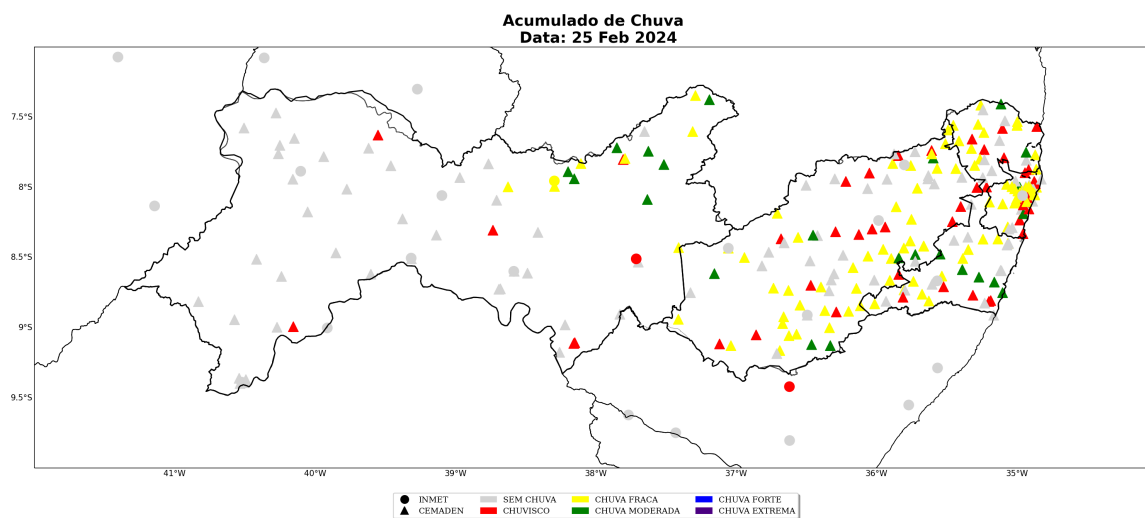 Acumulado de Chuva
Data: 25 Feb 2024
7.5°S
8°S
8.5°S
9°S
9.5°S
41°W 40°W 39°W 38°W 37°W 36°W 35°W
INMET SEM CHUVA CHUVA FRACA CHUVA FORTE
CEMADEN CHUVISCO CHUVA MODERADA CHUVA EXTREMA